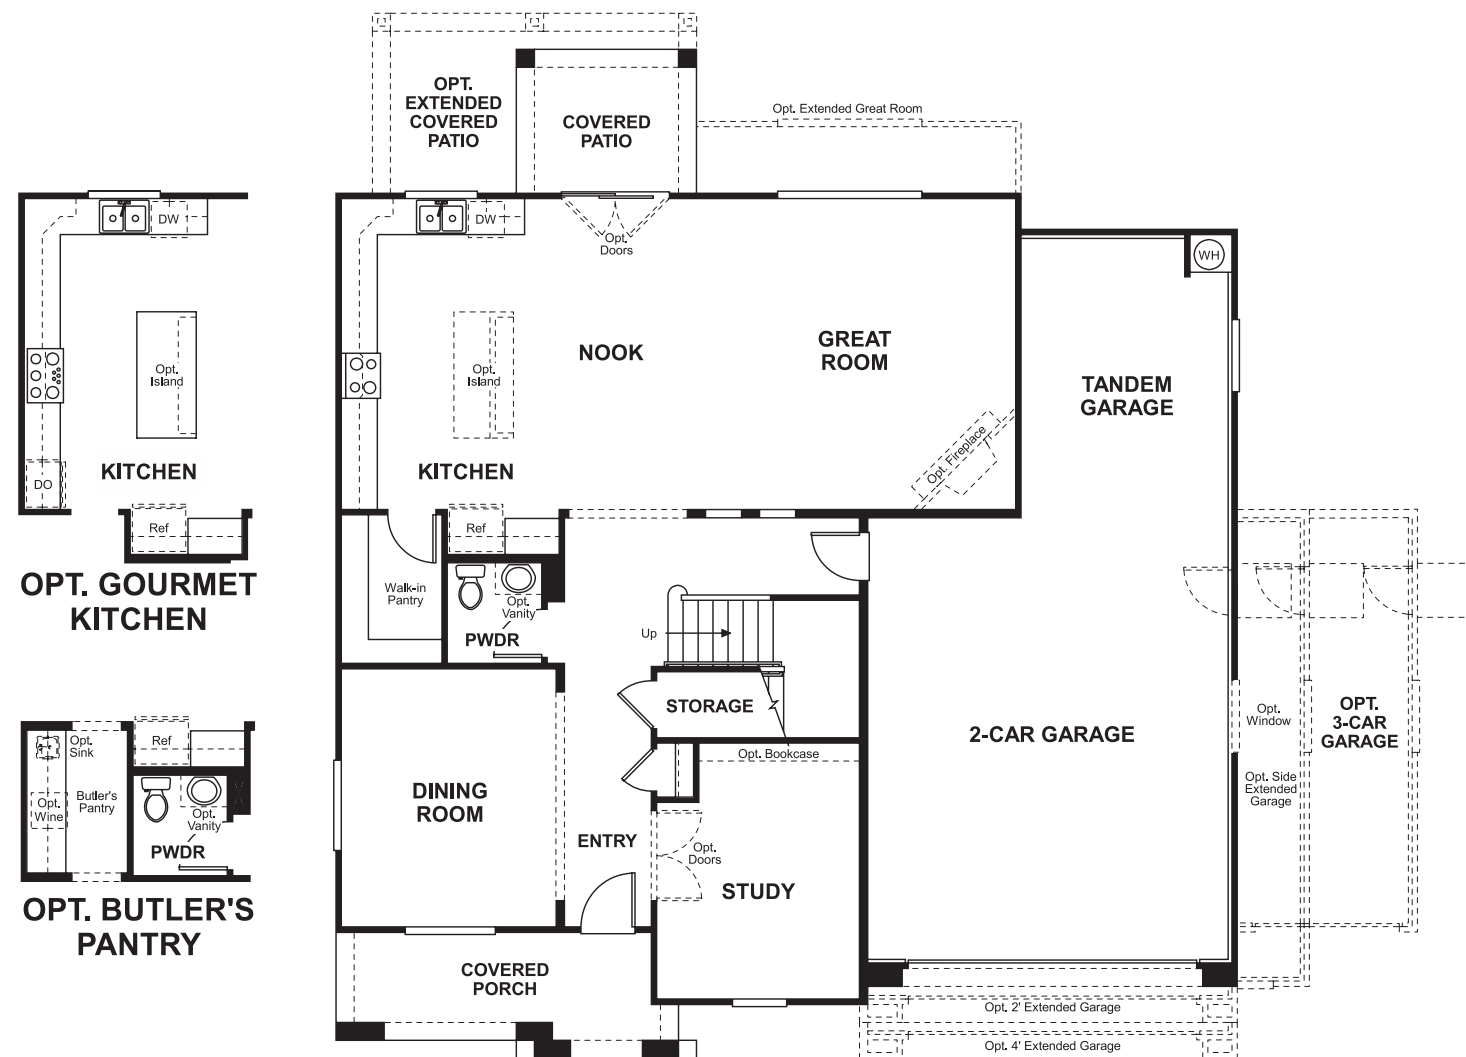 OPT.
EXTENDED
COVERED
PATIO
COVERED
PATIO
Opt. Extended Great Room
DW
Opt.
Island
KITCHEN
DO
Ref
OPT. GOURMET
KITCHEN
DW
Opt.
Doors
NOOK
GREAT
ROOM
Opt.
Island
KITCHEN
Opt. Fireplace
WH
TANDEM
GARAGE
Ref
Walk-in
Pantry
Opt.
Vanity
PWDR
Up
STORAGE
Opt. Bookcase
DINING
ROOM
ENTRY
Opt.
Doors
STUDY
COVERED
PORCH
2-CAR GARAGE
Opt.
Window
OPT.
3-CAR
GARAGE
Opt. Side
Extended
Garage
Opt. 2' Extended Garage
Opt. 4' Extended Garage
Opt.
Sink
Ref
Opt.
Wine
Butler's
Pantry
Opt.
Vanity
PWDR
OPT. BUTLER'S
PANTRY